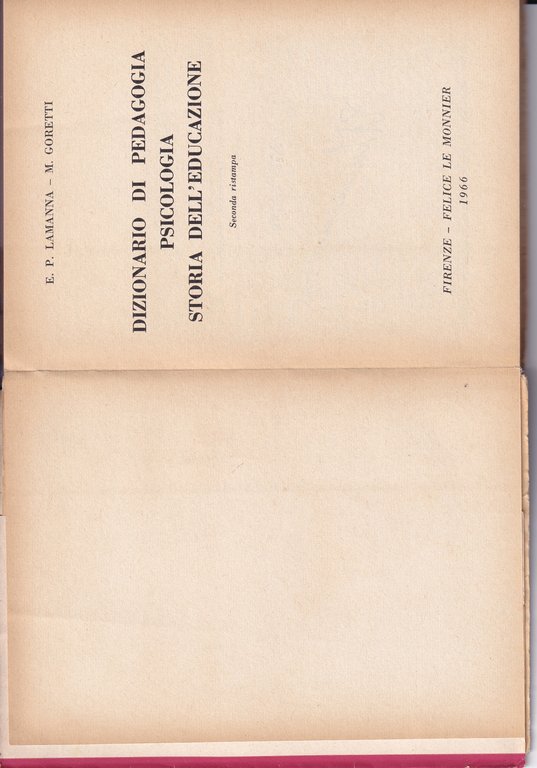 E. P. LAMANNA - M. GORETTI
DIZIONARIO DI PEDAGOGIA
PSICOLOGIA
STORIA DELL'EDUCAZIONE
Seconda ristampa
FIRENZE - FELICE LE MONNIER
1966